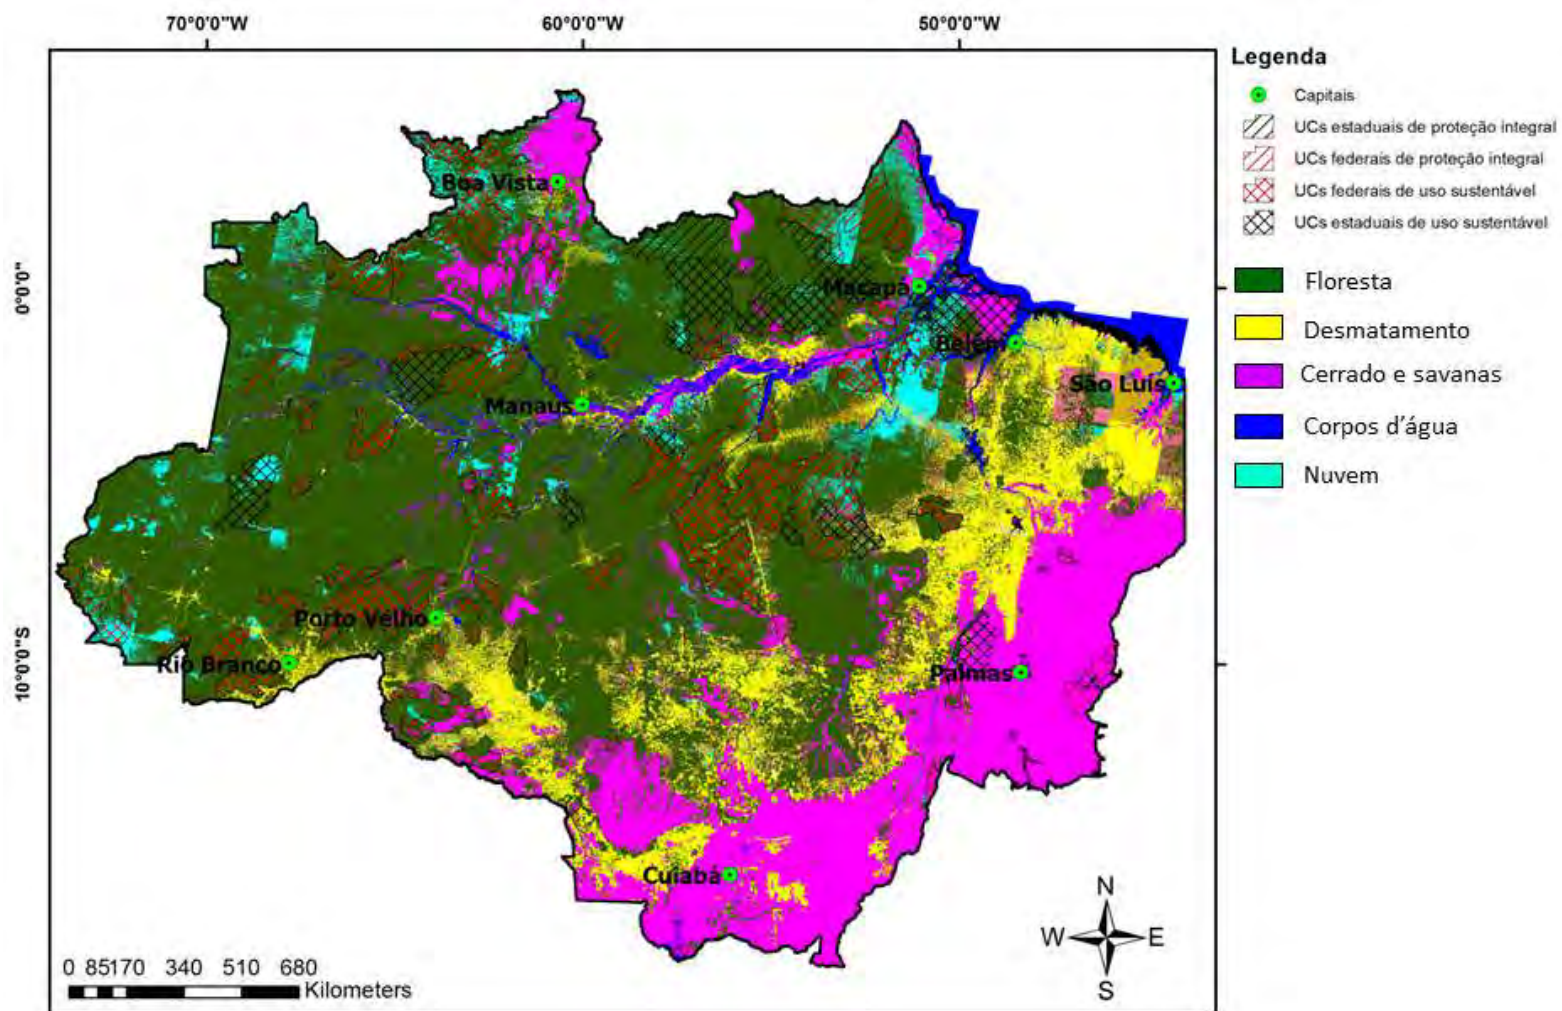 70°0'0"W 60°0'0"W 50°0'0"W
0°0'0"
10°0'0"S
Boa Vista
Macapá
Belém
São Luís
Manaus
Porto Velho
Rio Branco
Palmas
Cuiabá
N
W E
S
0 85170 340 510 680
Kilometers
Legenda
Capitais
UCs estaduais de proteção integral
UCs federais de proteção integral
UCs federais de uso sustentável
UCs estaduais de uso sustentável
Floresta
Desmatamento
Cerrado e savanas
Corpos d'água
Nuvem